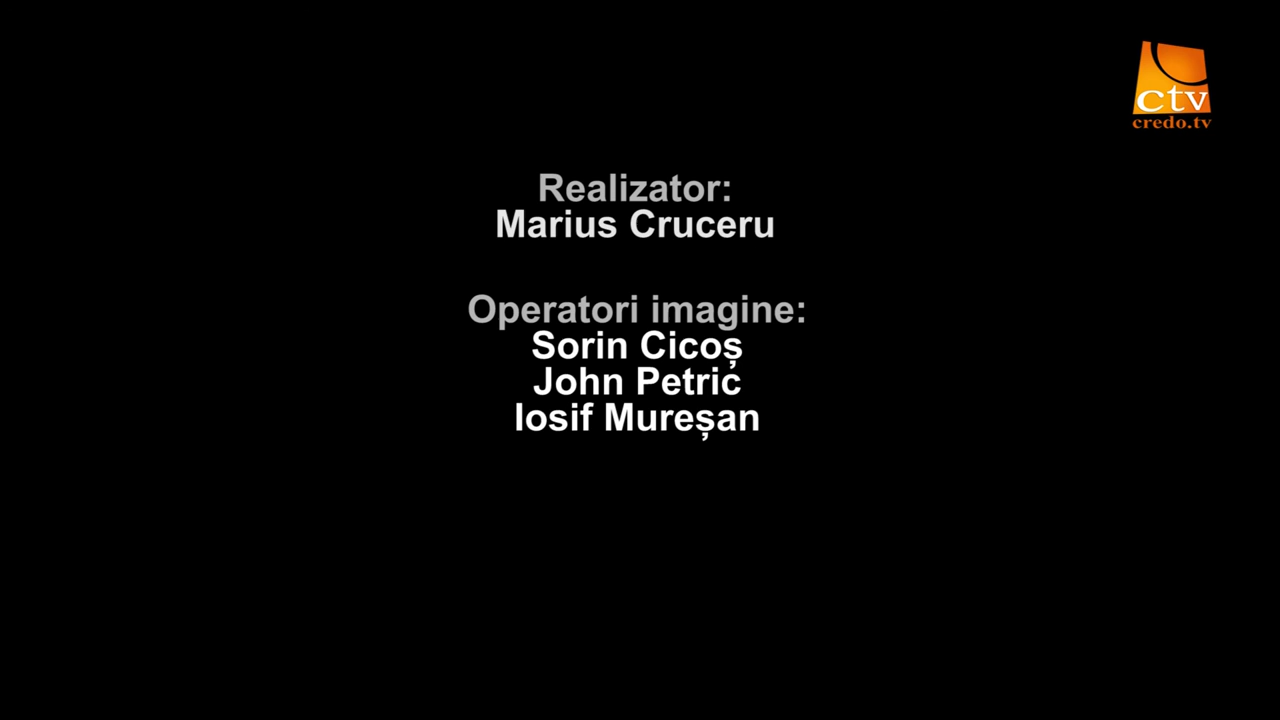 ctv
credo.tv
Realizator:
Marius Cruceru
Operatori imagine:
Sorin Cicoș
John Petric
Iosif Mureșan